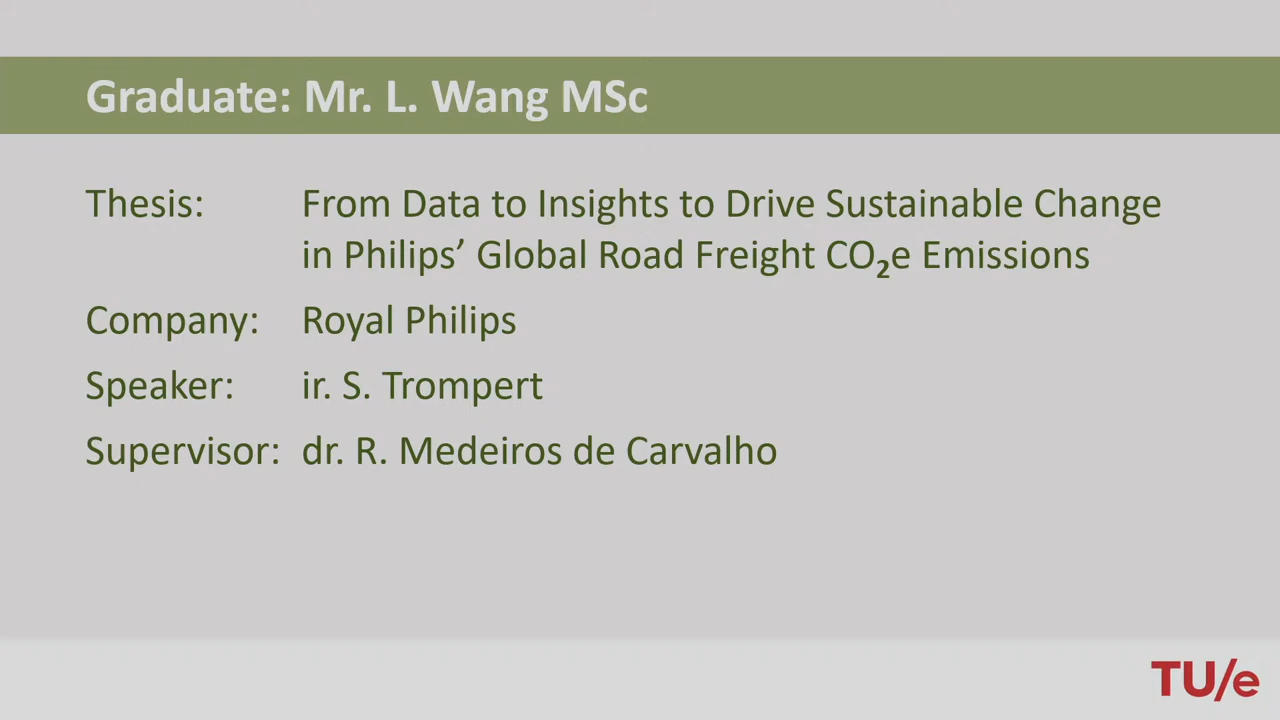 Graduate: Mr. L. Wang MSc
Thesis: From Data to Insights to Drive Sustainable Change
in Philips’ Global Road Freight CO₂e Emissions
Company: Royal Philips
Speaker: ir. S. Trompert
Supervisor: dr. R. Medeiros de Carvalho
TU/e